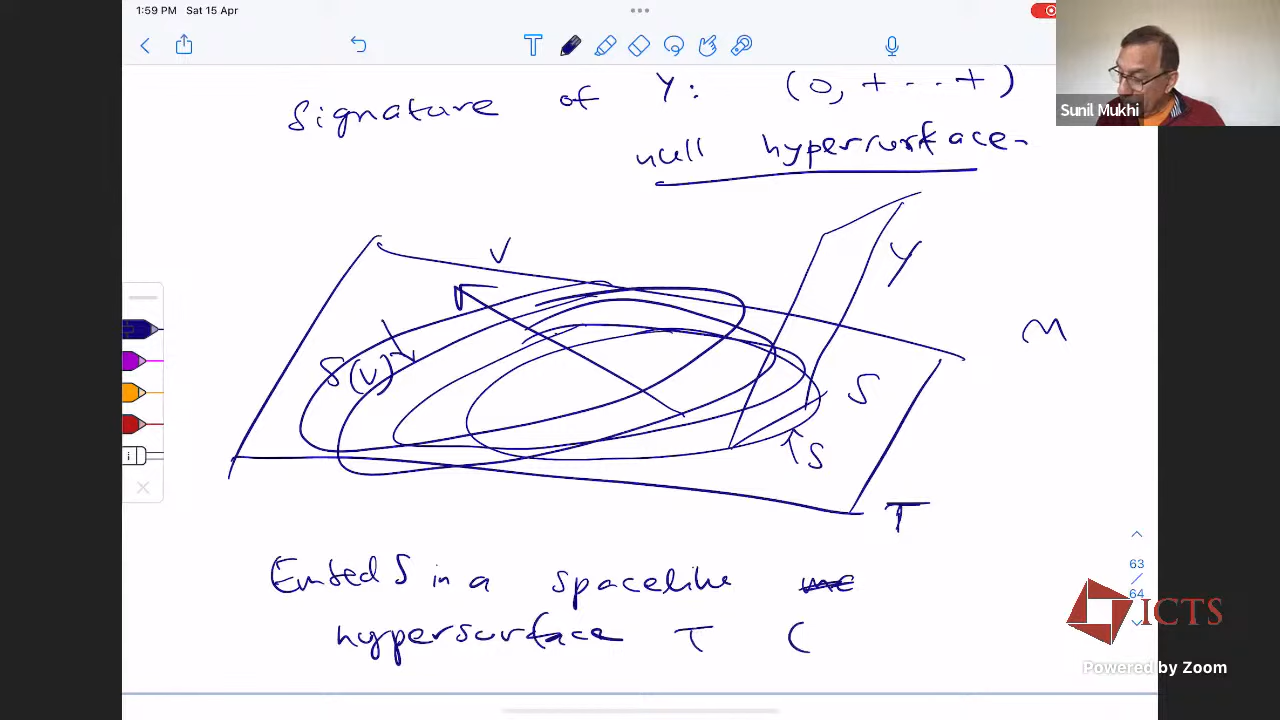 1:59 PM Sat 15 Apr
Signature of Y: (0, + ... + )
null hypersurface.
Sunil Mukhi
V
Y
M
S(v)
S
S
T
Embed S in a spacelike
hypersurface T (
63
/
64
ICTS
Powered by Zoom